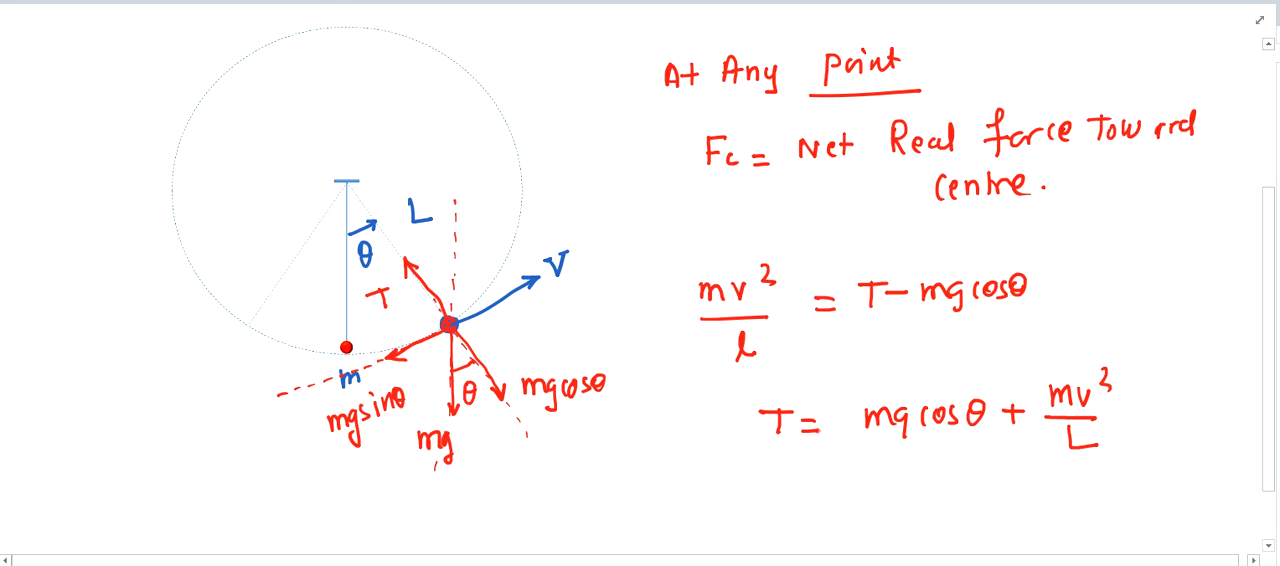 At Any Point
Fc = Net Real force Toward
centre.
L
θ
V
T
mv²
= T - mg cosθ
l
m
θ
mg cosθ
mg sinθ
mg
T = mg cosθ + mv²
L